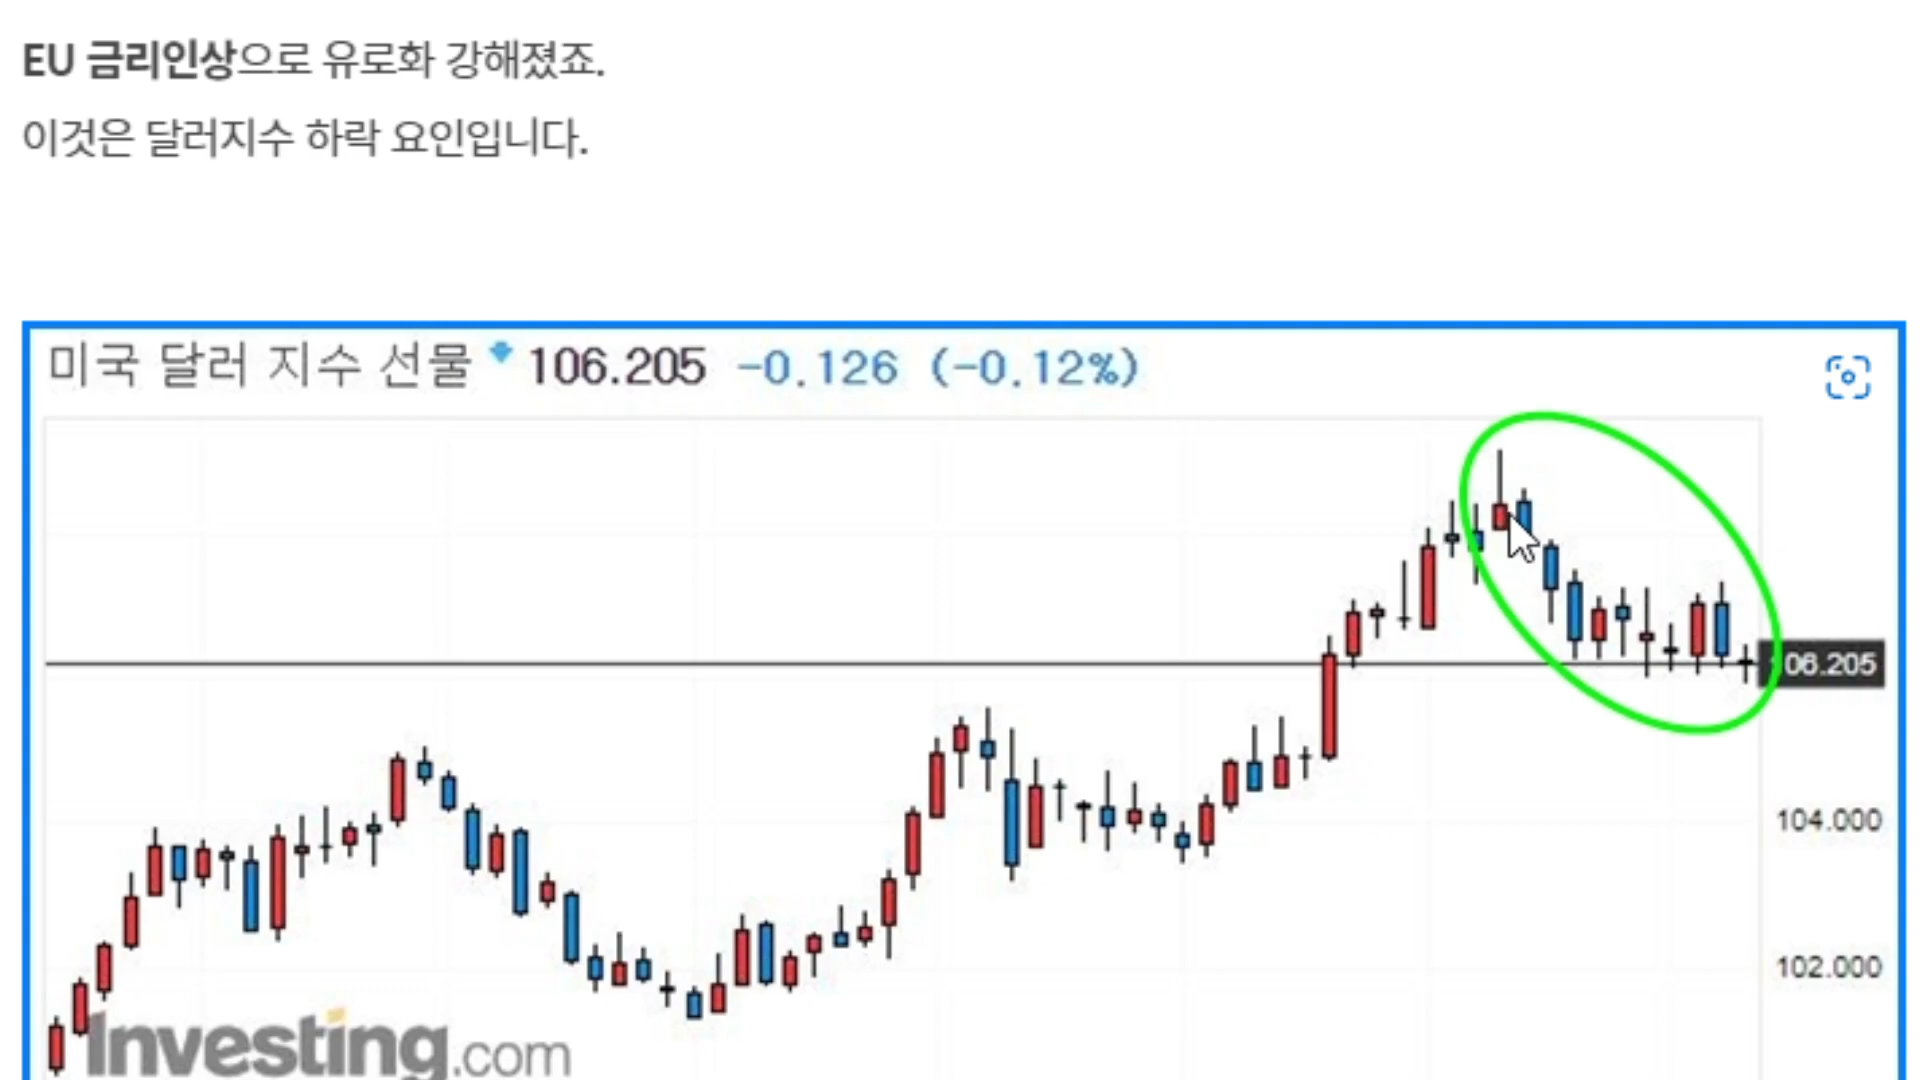 EU 금리인상으로 유로화 강해졌죠.
이것은 달러지수 하락 요인입니다.
미국 달러 지수 선물 106.205 -0.126 (-0.12%)
06.205
104.000
102.000
Investing.com